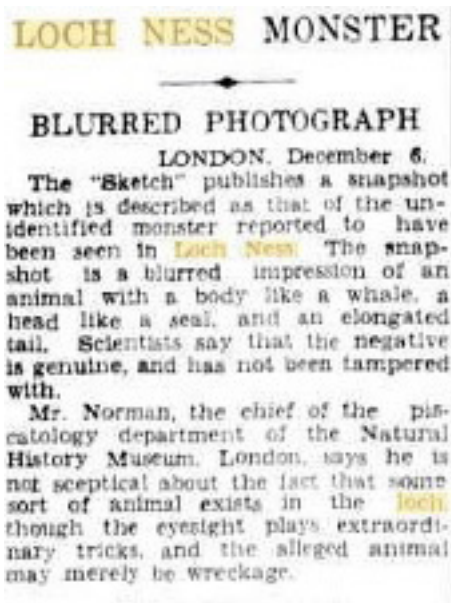 LOCH NESS MONSTER
BLURRED PHOTOGRAPH
LONDON, December 6.
The "Sketch" publishes a snapshot
which is described as that of the un-
identified monster reported to have
been seen in Loch Ness. The snap-
shot is a blurred impression of an
animal with a body like a whale, a
head like a seal, and an elongated
tail. Scientists say that the negative
is genuine, and has not been tampered
with.
Mr. Norman, the chief of the pis-
catology department of the Natural
History Museum, London, says he is
not sceptical about the fact that some
sort of animal exists in the loch,
though the eyesight plays extraordi-
nary tricks, and the alleged animal
may merely be wreckage.